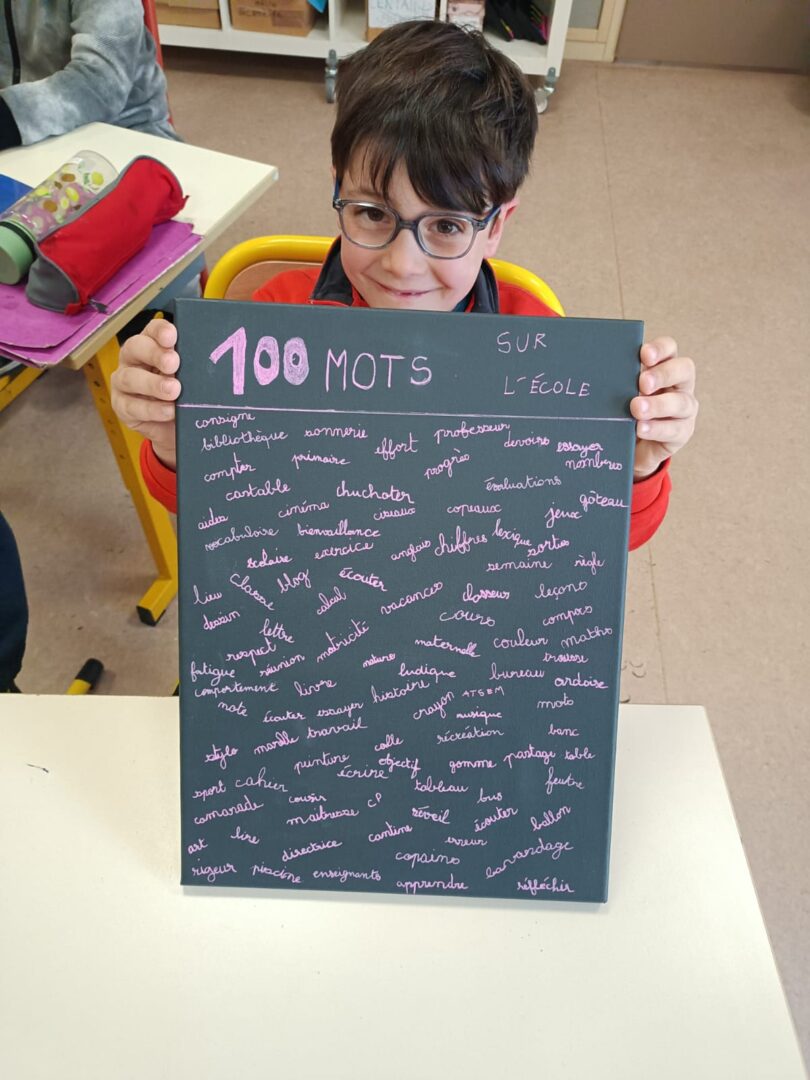 100 MOTS SUR
L'ÉCOLE
consigne
bibliothèque sonnerie effort professeur devoirs essayer
compter primaire progrès nombres
cartable chuchoter évaluations
aider cinéma ciseaux copeaux jeux gâteau
vocabulaire bienveillance
scolaire exercice anglais chiffres lexique sorties
semaine règle
lieu classe blog écouter
dessin calcul vacances classeurs leçons
lettre cours compas
respect réunion motricité maternelle couleur maths
fatigue nature ludique bureau trousse
comportement livre histoire ardoise
note écouter essayer crayon ATSEM mots
musique
stylo marelle travail colle récréation banc
peinture objectif gomme partage table
sport cahier écrire tableau feutre
camarade courir maitresse CP réveil bus
écouter ballon
art lire directrice cantine erreur
copains bavardage
rigueur piscine enseignants apprendre réfléchir